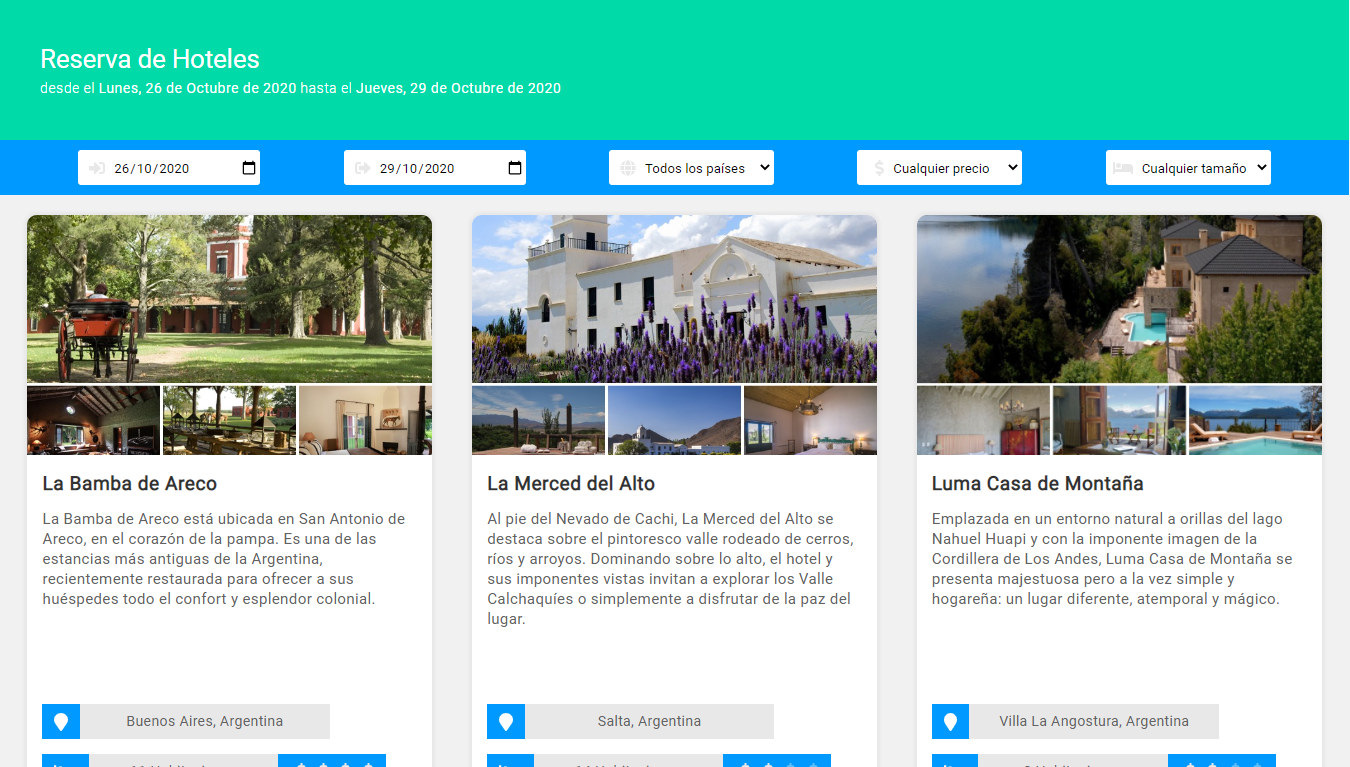 Reserva de Hoteles
desde el Lunes, 26 de Octubre de 2020 hasta el Jueves, 29 de Octubre de 2020
26/10/2020
29/10/2020
Todos los países
Cualquier precio
Cualquier tamaño
La Bamba de Areco
La Bamba de Areco está ubicada en San Antonio de
Areco, en el corazón de la pampa. Es una de las
estancias más antiguas de la Argentina,
recientemente restaurada para ofrecer a sus
huéspedes todo el confort y esplendor colonial.
Buenos Aires, Argentina
La Merced del Alto
Al pie del Nevado de Cachi, La Merced del Alto se
destaca sobre el pintoresco valle rodeado de cerros,
ríos y arroyos. Dominando sobre lo alto, el hotel y
sus imponentes vistas invitan a explorar los Valle
Calchaquíes o simplemente a disfrutar de la paz del
lugar.
Salta, Argentina
Luma Casa de Montaña
Emplazada en un entorno natural a orillas del lago
Nahuel Huapi y con la imponente imagen de la
Cordillera de Los Andes, Luma Casa de Montaña se
presenta majestuosa pero a la vez simple y
hogareña: un lugar diferente, atemporal y mágico.
Villa La Angostura, Argentina